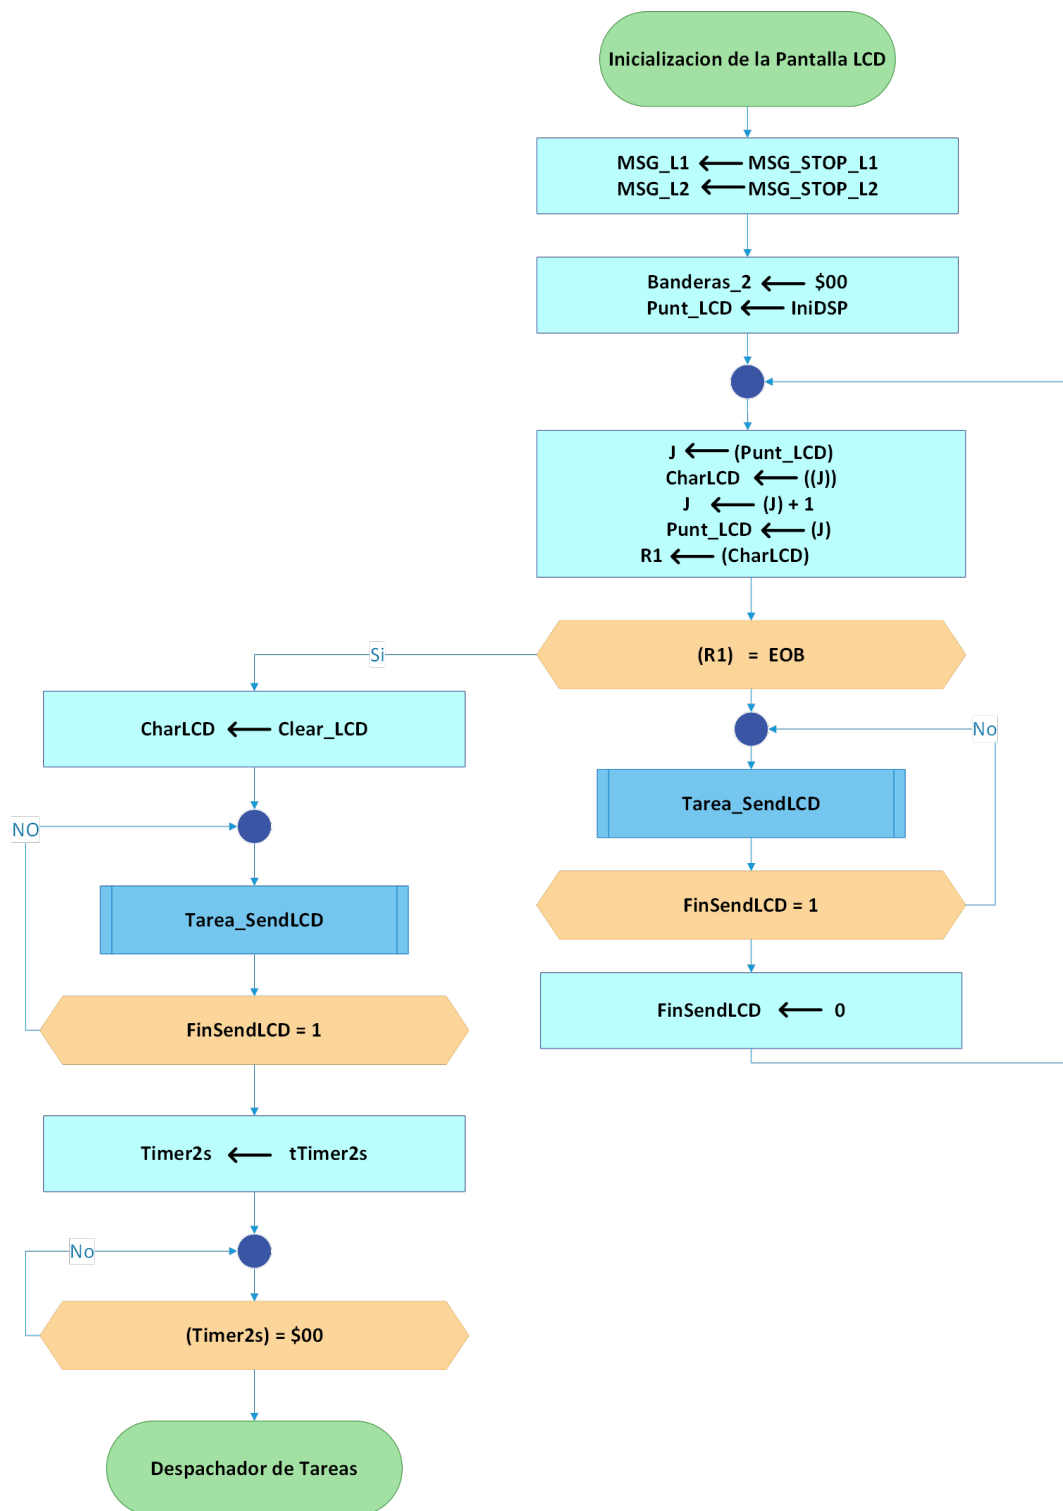 Inicializacion de la Pantalla LCD
MSG_L1 ← MSG_STOP_L1
MSG_L2 ← MSG_STOP_L2
Banderas_2 ← $00
Punt_LCD ← IniDSP
J ← (Punt_LCD)
CharLCD ← ((J))
J ← (J) + 1
Punt_LCD ← (J)
R1 ← (CharLCD)
(R1) = EOB
Si
No
Tarea_SendLCD
FinSendLCD = 1
FinSendLCD ← 0
CharLCD ← Clear_LCD
NO
Tarea_SendLCD
FinSendLCD = 1
Timer2s ← tTimer2s
No
(Timer2s) = $00
Despachador de Tareas